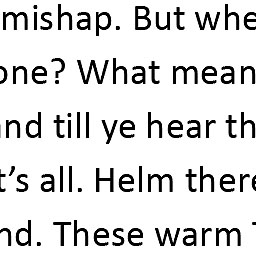 mishap. But whe
one? What mean
nd till ye hear th
t's all. Helm there
nd. These warm